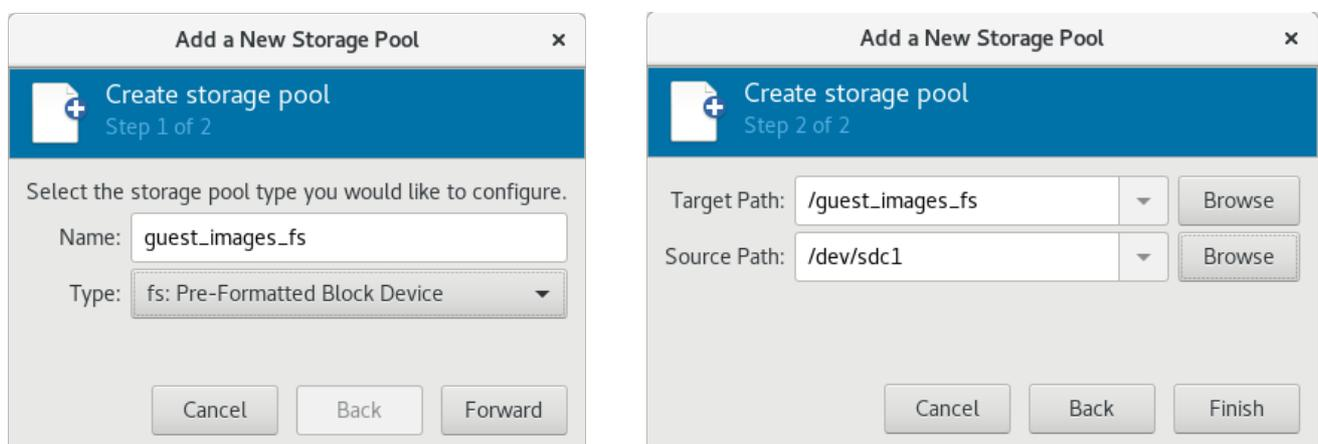 Add a New Storage Pool
×
Create storage pool
Step 1 of 2
Select the storage pool type you would like to configure.
Name: guest_images_fs
Type: fs: Pre-Formatted Block Device
Cancel Back Forward
Add a New Storage Pool
×
Create storage pool
Step 2 of 2
Target Path: /guest_images_fs Browse
Source Path: /dev/sdc1 Browse
Cancel Back Finish